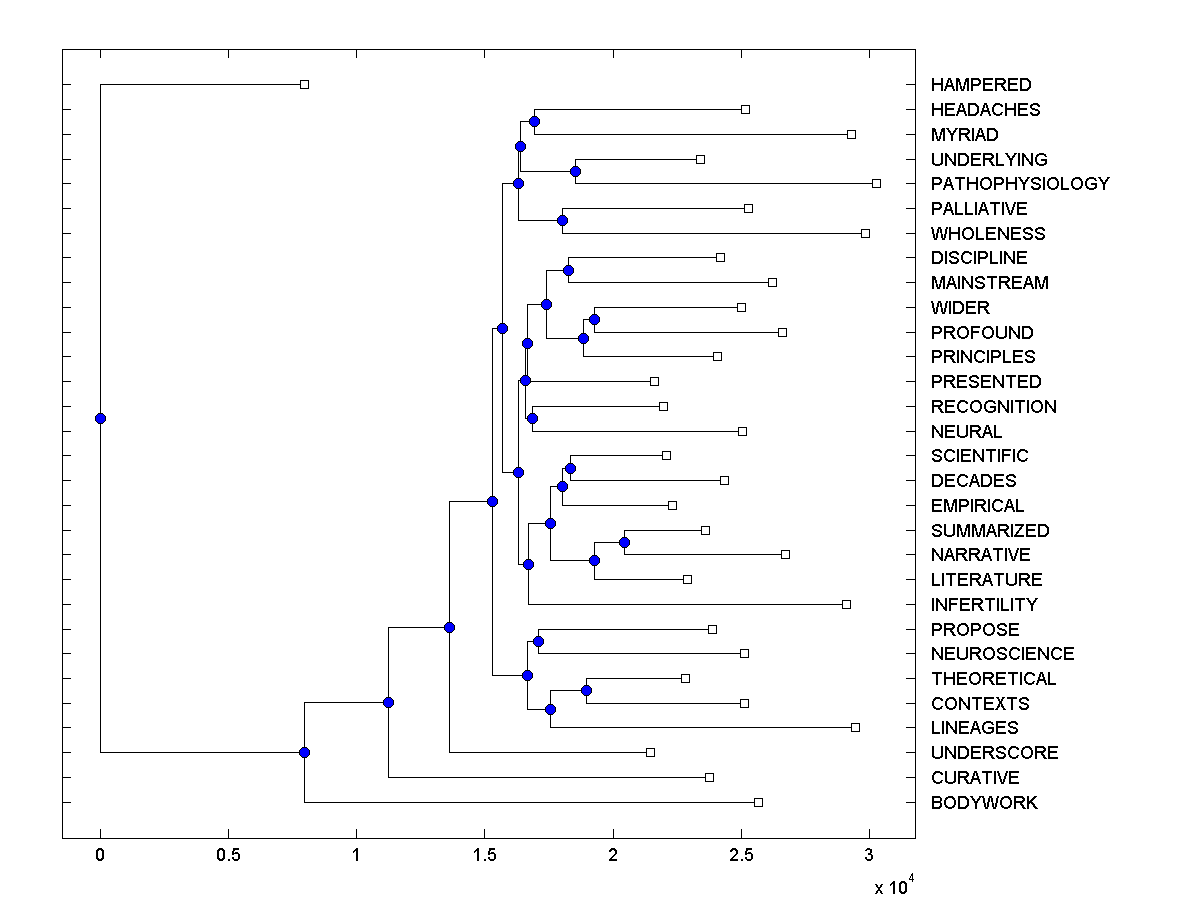 HAMPERED
HEADACHES
MYRIAD
UNDERLYING
PATHOPHYSIOLOGY
PALLIATIVE
WHOLENESS
DISCIPLINE
MAINSTREAM
WIDER
PROFOUND
PRINCIPLES
PRESENTED
RECOGNITION
NEURAL
SCIENTIFIC
DECADES
EMPIRICAL
SUMMARIZED
NARRATIVE
LITERATURE
INFERTILITY
PROPOSE
NEUROSCIENCE
THEORETICAL
CONTEXTS
LINEAGES
UNDERSCORE
CURATIVE
BODYWORK
0 0.5 1 1.5 2 2.5 3
x 10^4